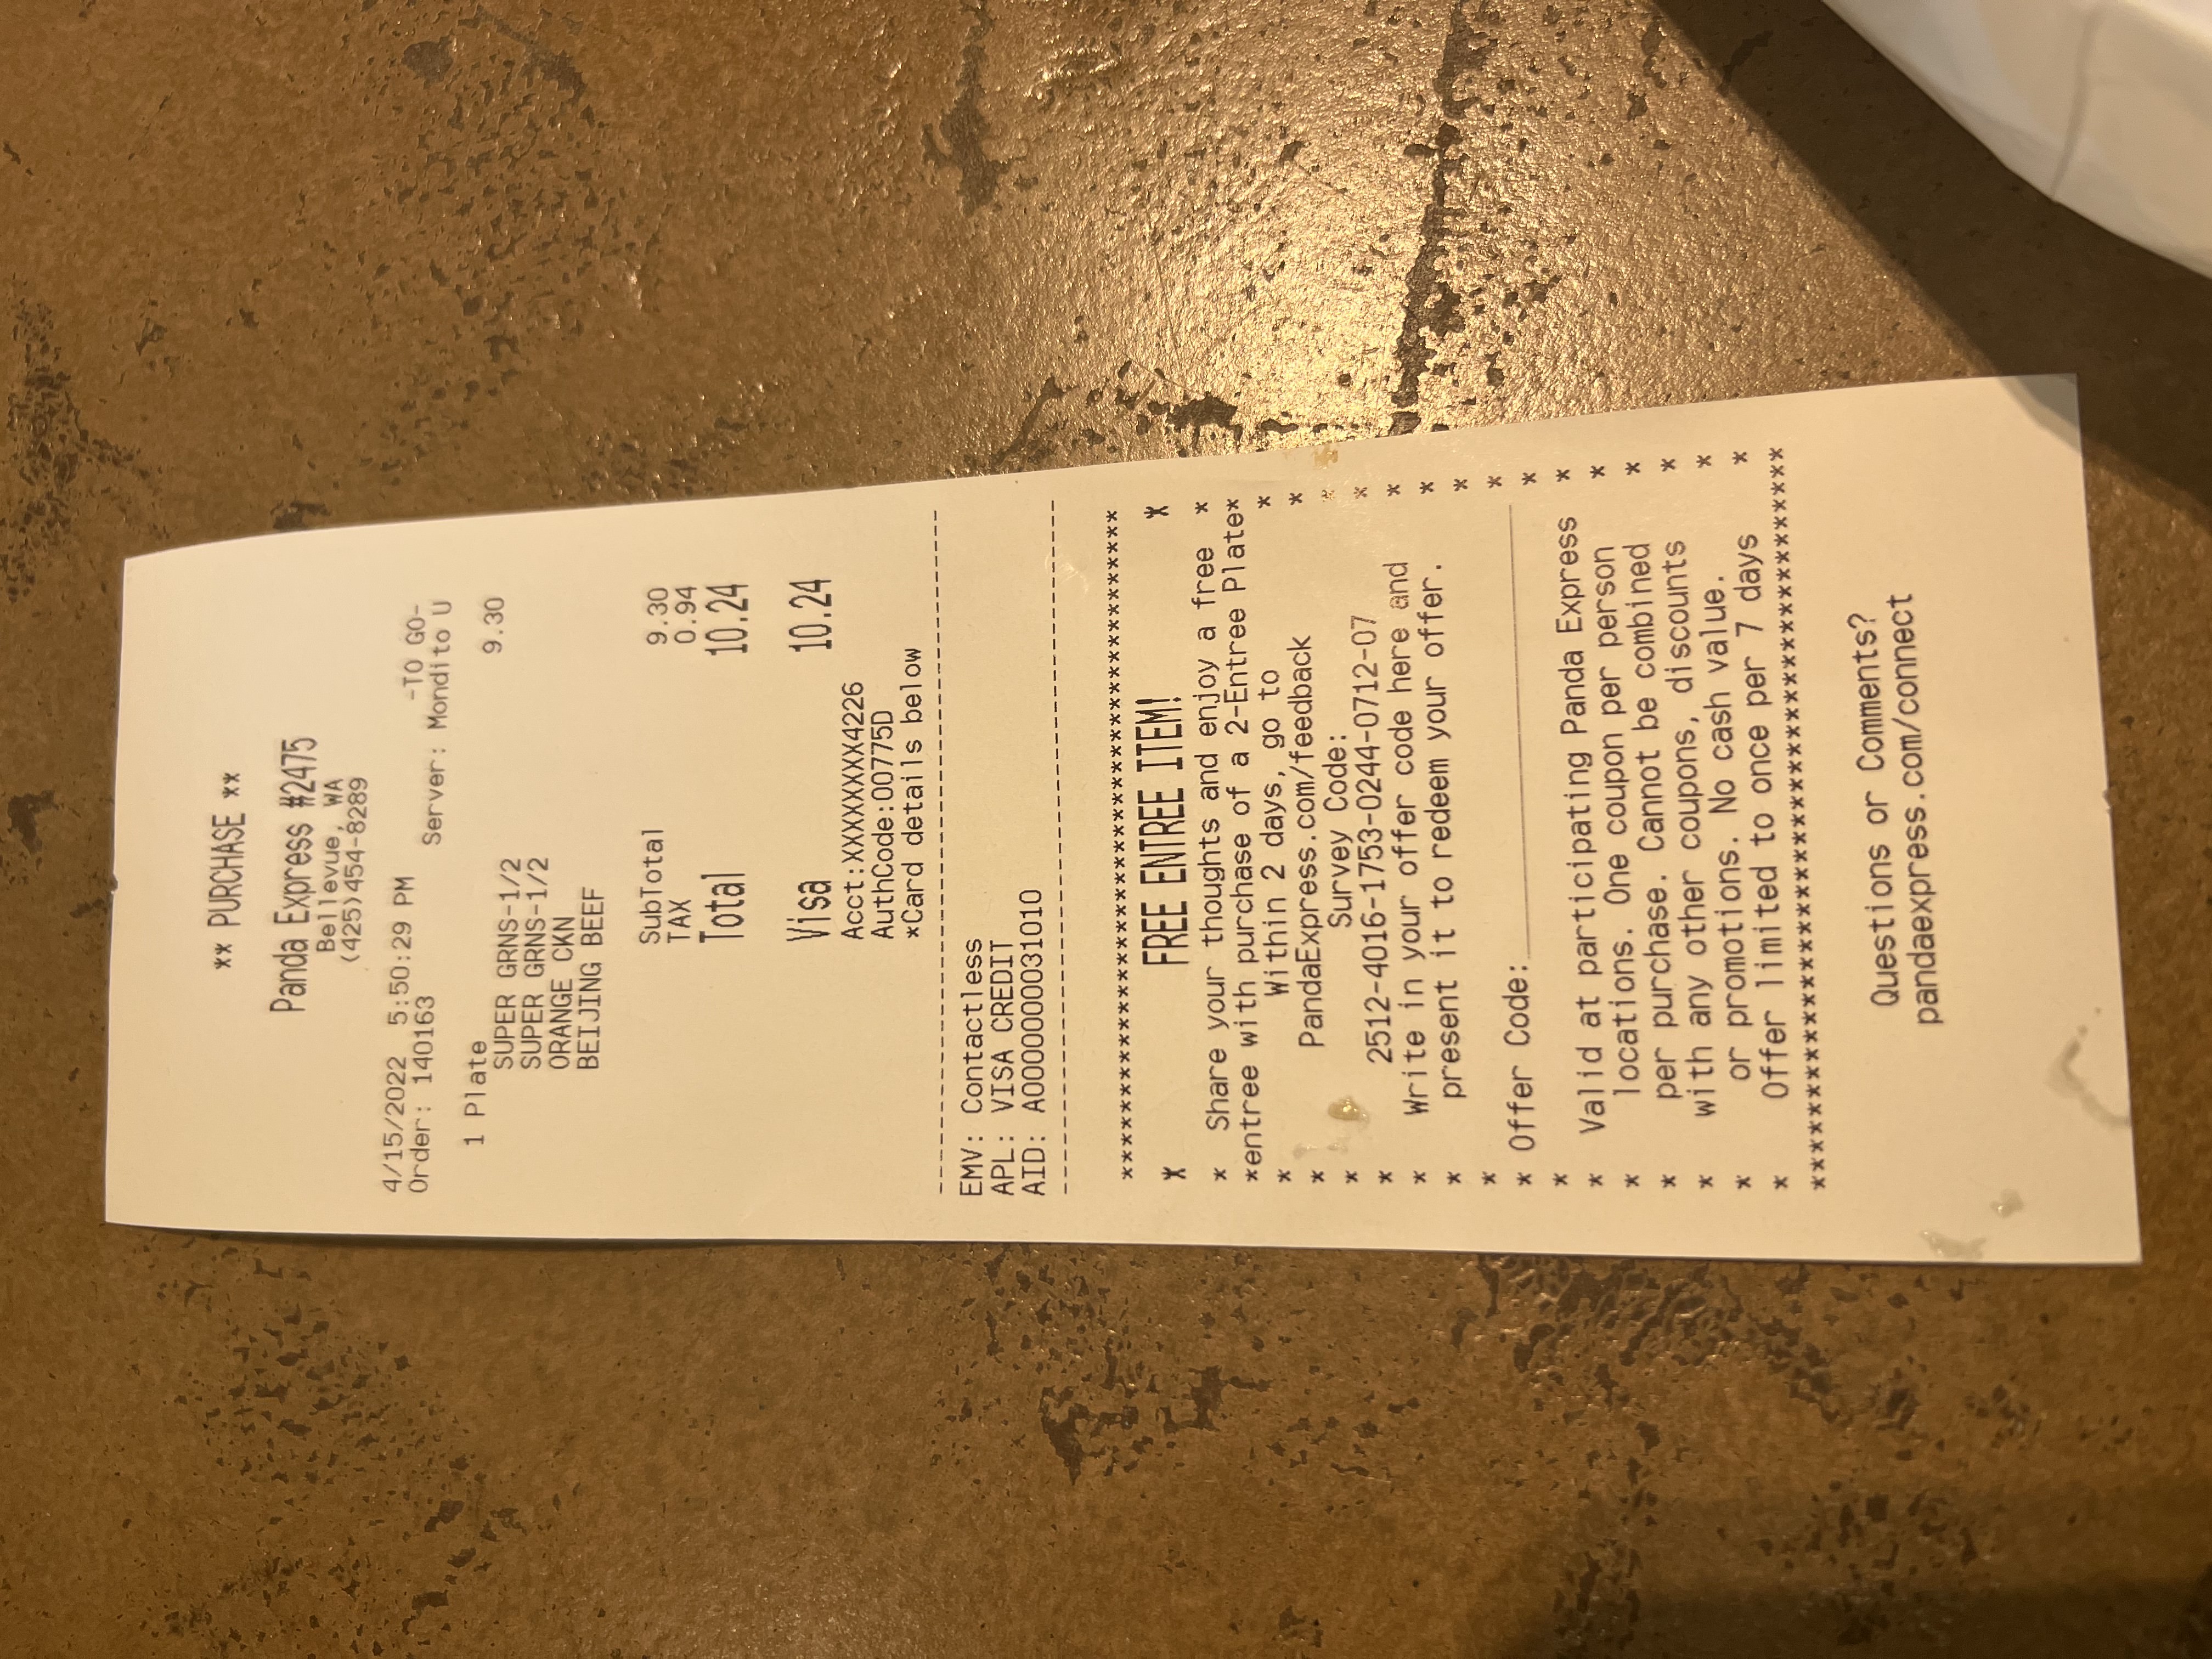 ** PURCHASE **
Panda Express #2475
Bellevue, WA
(425)454-8289
4/15/2022 5:50:29 PM -TO GO-
Order: 140163 Server: Mondito U
1 Plate 9.30
SUPER GRNS-1/2
SUPER GRNS-1/2
ORANGE CKN
BEIJING BEEF
SubTotal 9.30
TAX 0.94
Total 10.24
Visa 10.24
Acct:XXXXXXXX4226
AuthCode:00775D
*Card details below
------------------------------------------
EMV: Contactless
APL: VISA CREDIT
AID: A0000000031010
------------------------------------------
******************************************
* FREE ENTREE ITEM! *
* Share your thoughts and enjoy a free *
*entree with purchase of a 2-Entree Plate*
* Within 2 days, go to *
* PandaExpress.com/feedback *
* Survey Code: *
* 2512-4016-1753-0244-0712-07 *
* Write in your offer code here and *
* present it to redeem your offer. *
* *
* Offer Code:______________________ *
* *
* Valid at participating Panda Express *
* locations. One coupon per person *
* per purchase. Cannot be combined *
* with any other coupons, discounts *
* or promotions. No cash value. *
* Offer limited to once per 7 days *
******************************************
Questions or Comments?
pandaexpress.com/connect